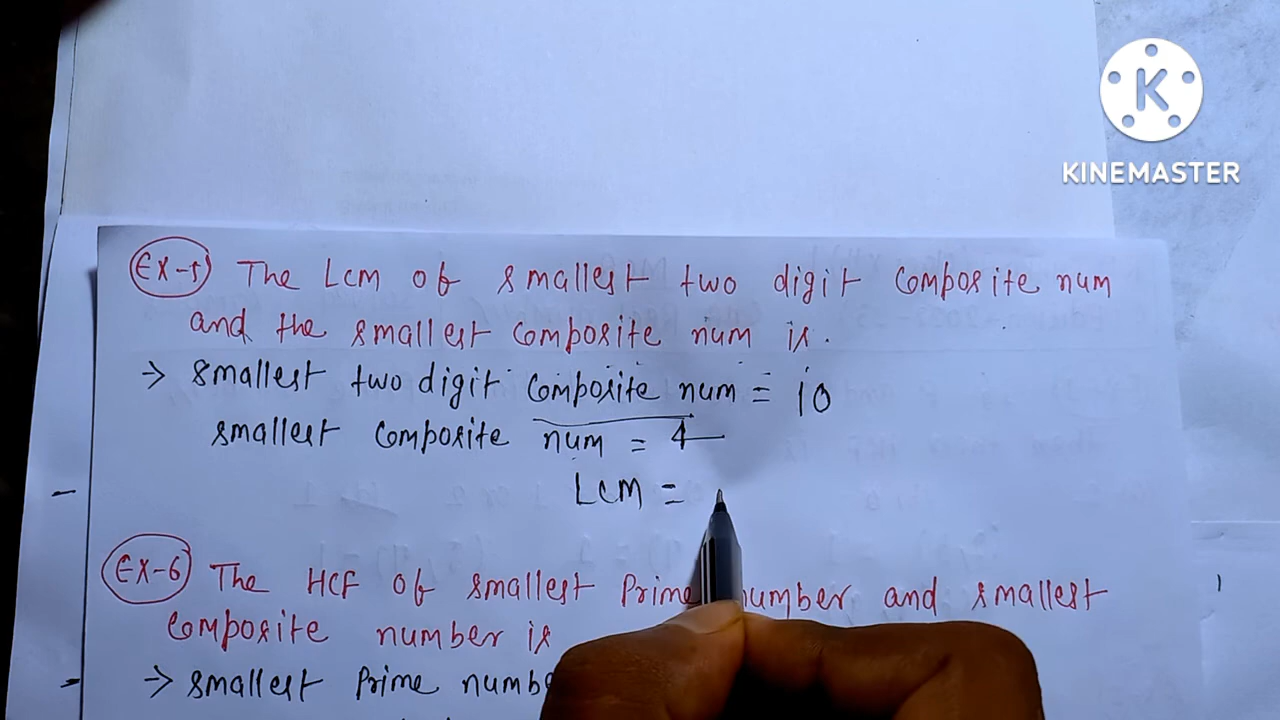 K
KINEMASTER
Ex-5 The Lcm of smallest two digit composite num
and the smallest composite num is.
→ smallest two digit composite num = 10
smallest composite num = 4
Lcm =
Ex-6 The HCF of smallest Prime number and smallest
composite number is
→ smallest Prime